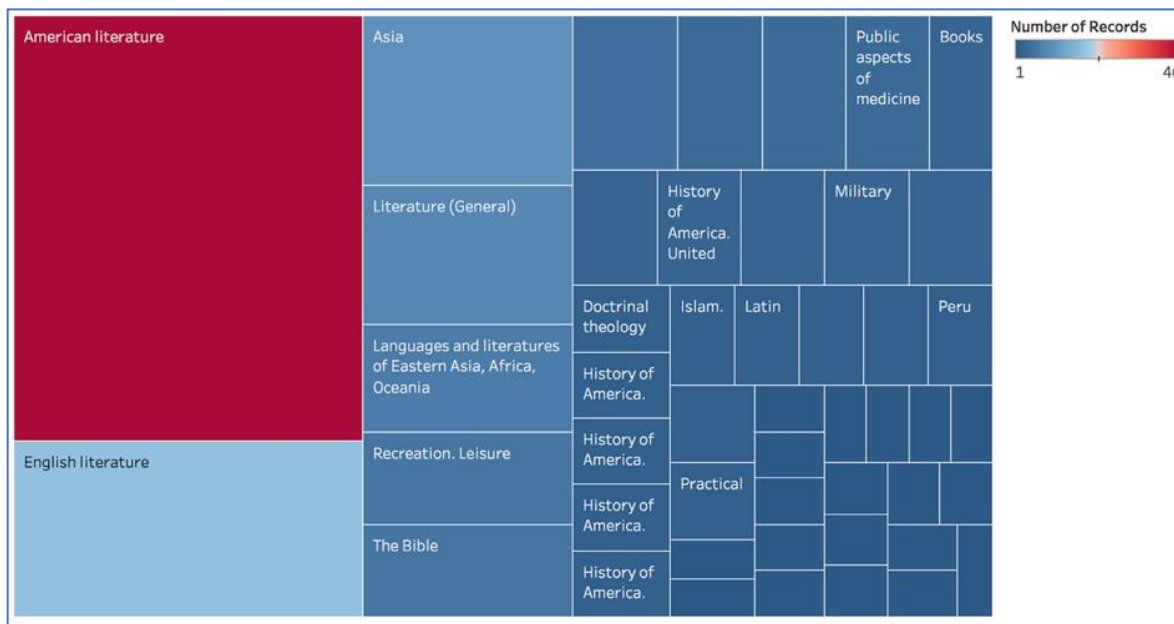 American literature
English literature
Asia
Literature (General)
Languages and literatures
of Eastern Asia, Africa,
Oceania
Recreation. Leisure
The Bible
Public
aspects
of
medicine
Books
History
of
America.
United
Military
Doctrinal
theology
History of
America.
History of
America.
History of
America.
History of
America.
Islam.
Latin
Peru
Practical
Number of Records
1